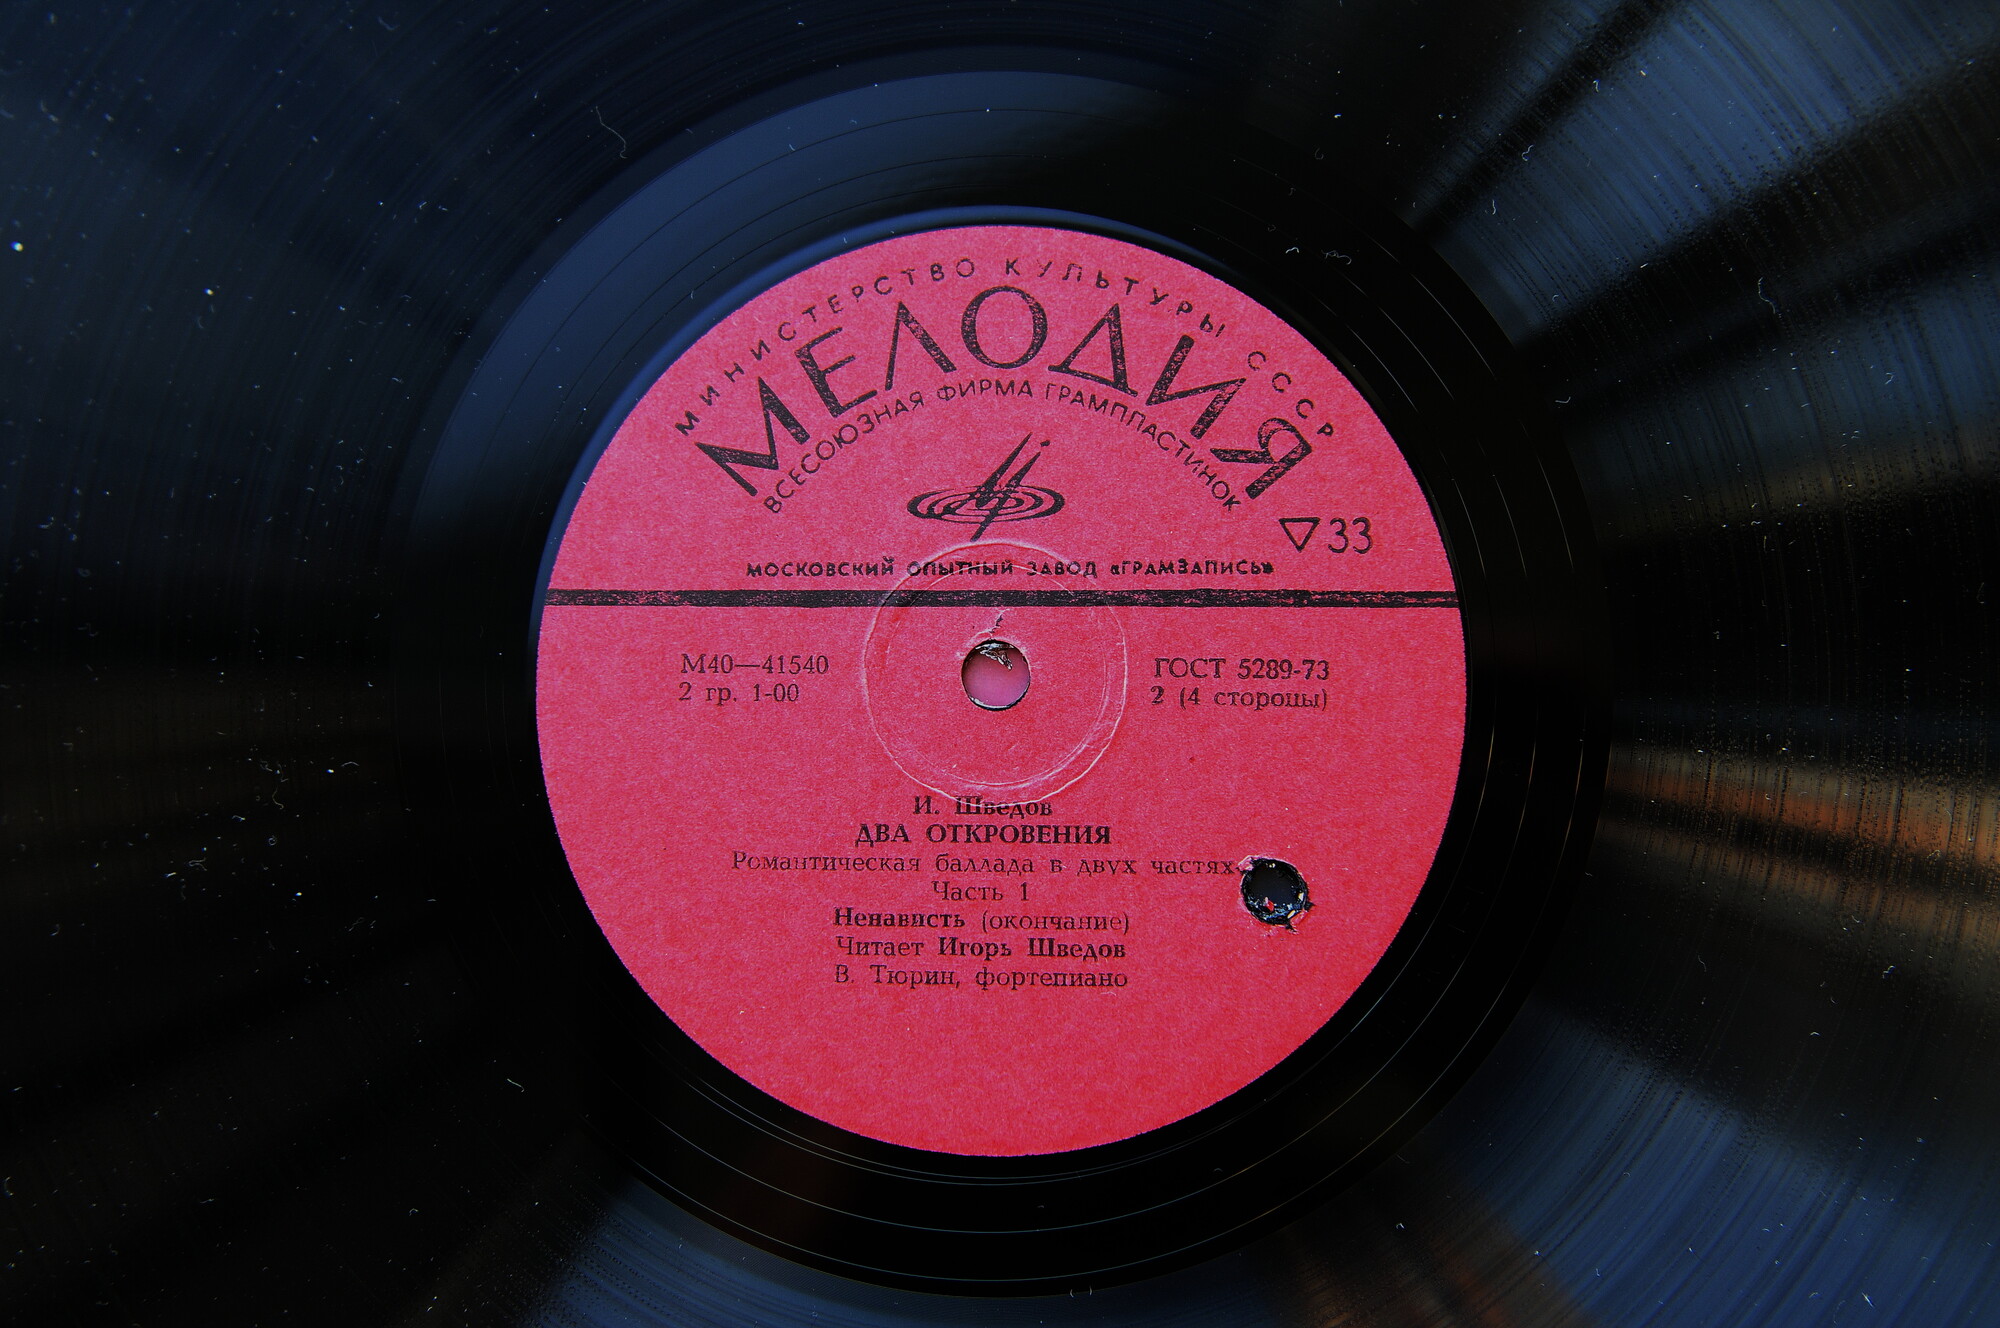 МИНИСТЕРСТВО КУЛЬТУРЫ СССР
МЕЛОДИЯ
ВСЕСОЮЗНАЯ ФИРМА ГРАМПЛАСТИНОК
▽33
МОСКОВСКИЙ ОПЫТНЫЙ ЗАВОД «ГРАМЗАПИСЬ»
М40—41540
2 гр. 1-00
ГОСТ 5289-73
2 (4 стороны)
И. Шведов
ДВА ОТКРОВЕНИЯ
Романтическая баллада в двух частях
Часть 1
Ненависть (окончание)
Читает Игорь Шведов
В. Тюрин, фортепиано